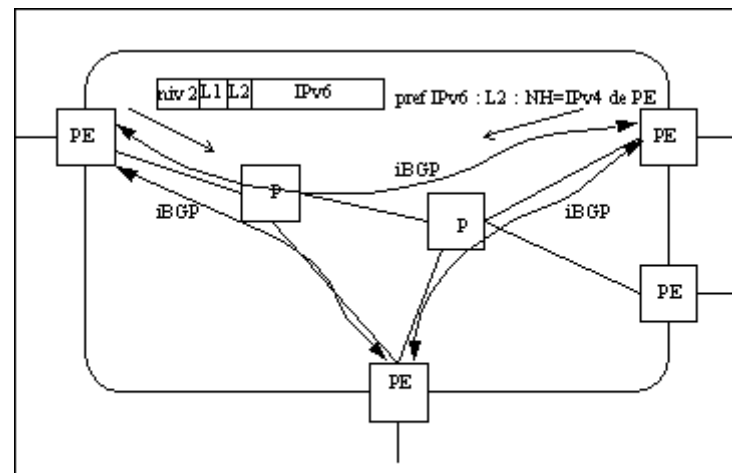 niv 2 L1 L2 IPv6
pref IPv6 : L2 : NH=IPv4 de PE
PE
PE
iBGP
P
iBGP
P
iBGP
PE
PE